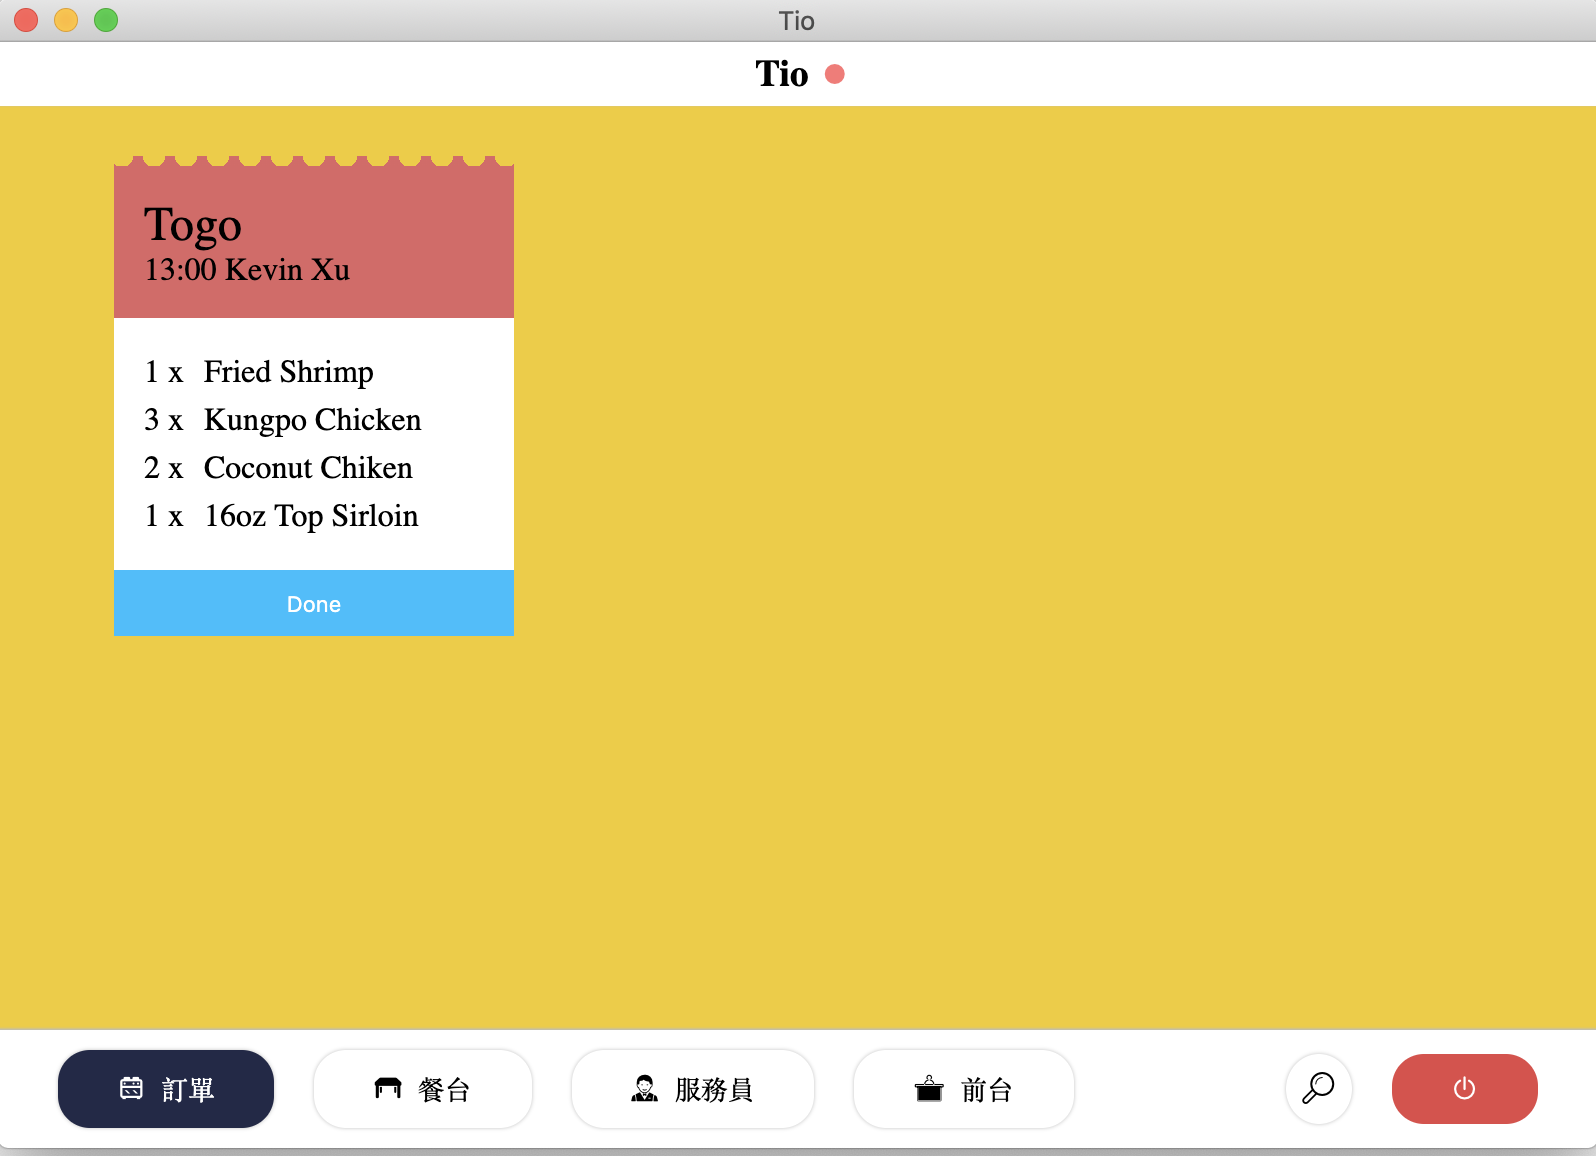 Tio
Tio
Togo
13:00 Kevin Xu
1 x Fried Shrimp
3 x Kungpo Chicken
2 x Coconut Chiken
1 x 16oz Top Sirloin
Done
訂單 餐台 服務員 前台